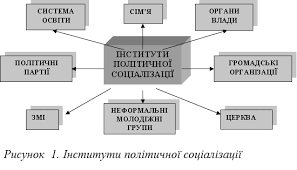 СИСТЕМА
ОСВІТИ
СІМ'Я
ОРГАНИ
ВЛАДИ
ПОЛІТИЧНІ
ПАРТІЇ
ІНСТИТУТИ
ПОЛІТИЧНОЇ
СОЦІАЛІЗАЦІЇ
ГРОМАДСЬКІ
ОРГАНІЗАЦІЇ
ЗМІ
НЕФОРМАЛЬНІ
МОЛОДІЖНІ
ГРУПИ
ЦЕРКВА
Рисунок 1. Інститути політичної соціалізації